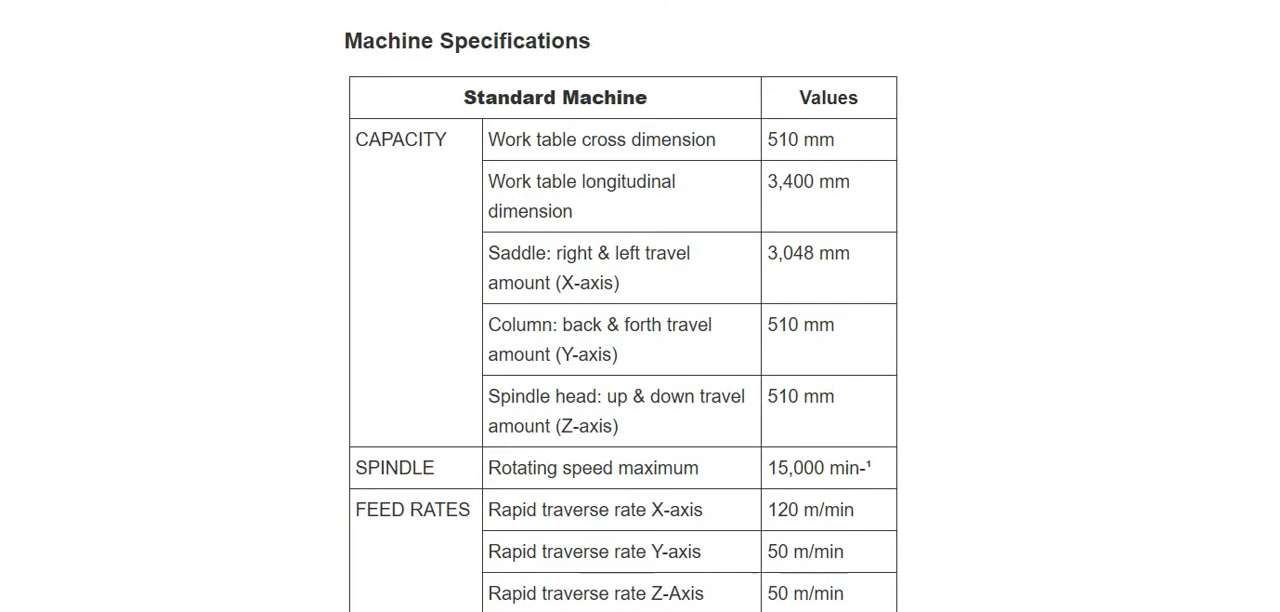 Machine Specifications
Standard Machine Values
CAPACITY Work table cross dimension 510 mm
Work table longitudinal 3,400 mm
dimension
Saddle: right & left travel 3,048 mm
amount (X-axis)
Column: back & forth travel 510 mm
amount (Y-axis)
Spindle head: up & down travel 510 mm
amount (Z-axis)
SPINDLE Rotating speed maximum 15,000 min-¹
FEED RATES Rapid traverse rate X-axis 120 m/min
Rapid traverse rate Y-axis 50 m/min
Rapid traverse rate Z-Axis 50 m/min